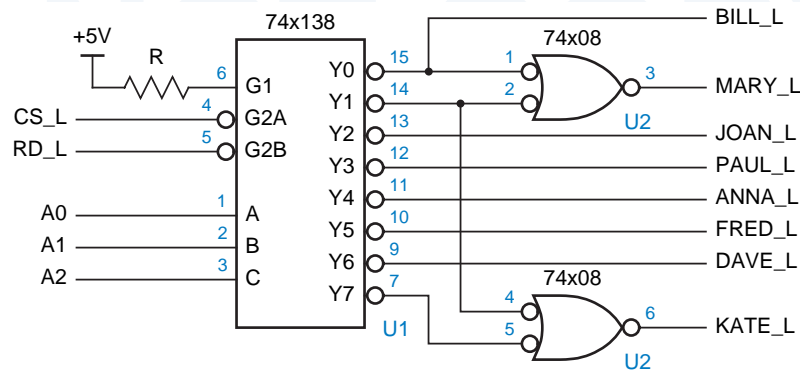 74x138
BILL_L
+5V
R
74x08
6 G1 Y0 15 1
3 MARY_L
4 G2A Y1 14 2
CS_L
U2
5 G2B Y2 13 JOAN_L
RD_L
Y3 12 PAUL_L
A0 1 A Y4 11 ANNA_L
A1 2 B Y5 10 FRED_L
A2 3 C Y6 9 DAVE_L
74x08
Y7 7 4
U1 5 6 KATE_L
U2